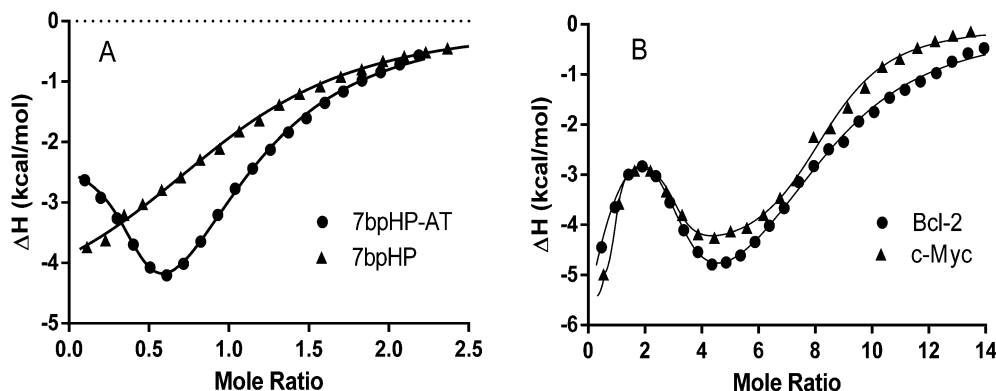 A
0
-1
-2
-3
-4
-5
ΔH (kcal/mol)
0.0 0.5 1.0 1.5 2.0 2.5
Mole Ratio
7bpHP-AT
7bpHP
B
0
-1
-2
-3
-4
-5
-6
ΔH (kcal/mol)
0 2 4 6 8 10 12 14
Mole Ratio
Bcl-2
c-Myc